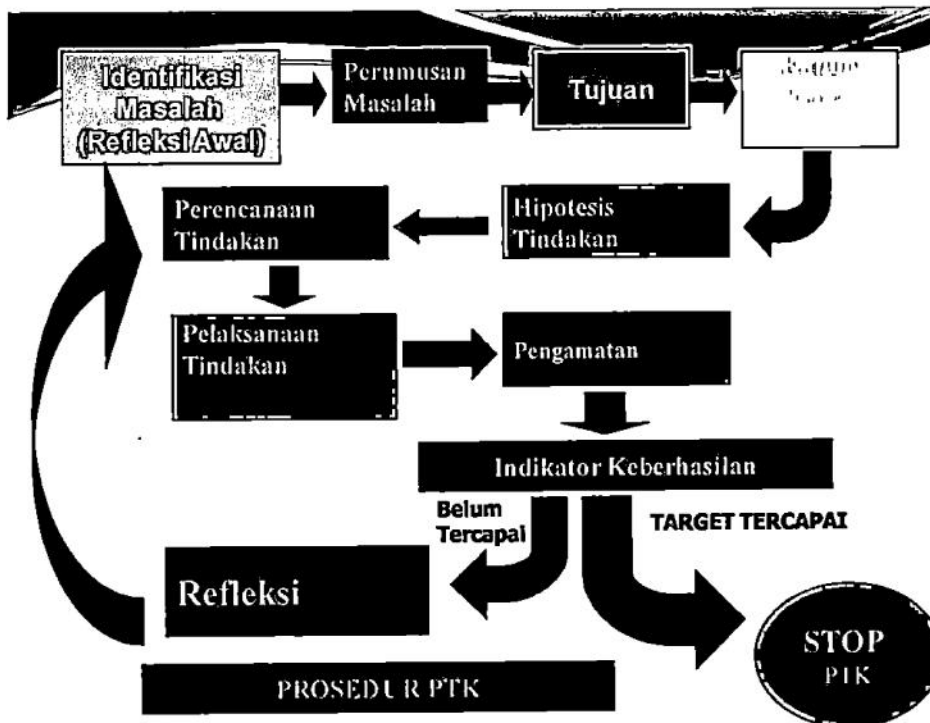 Identifikasi
Masalah
(Refleksi Awal)
Perumusan
Masalah
Tujuan
Perencanaan
Tindakan
Hipotesis
Tindakan
Pelaksanaan
Tindakan
Pengamatan
Indikator Keberhasilan
Belum
Tercapai
TARGET TERCAPAI
Refleksi
STOP
PTK
PROSEDUR PTK